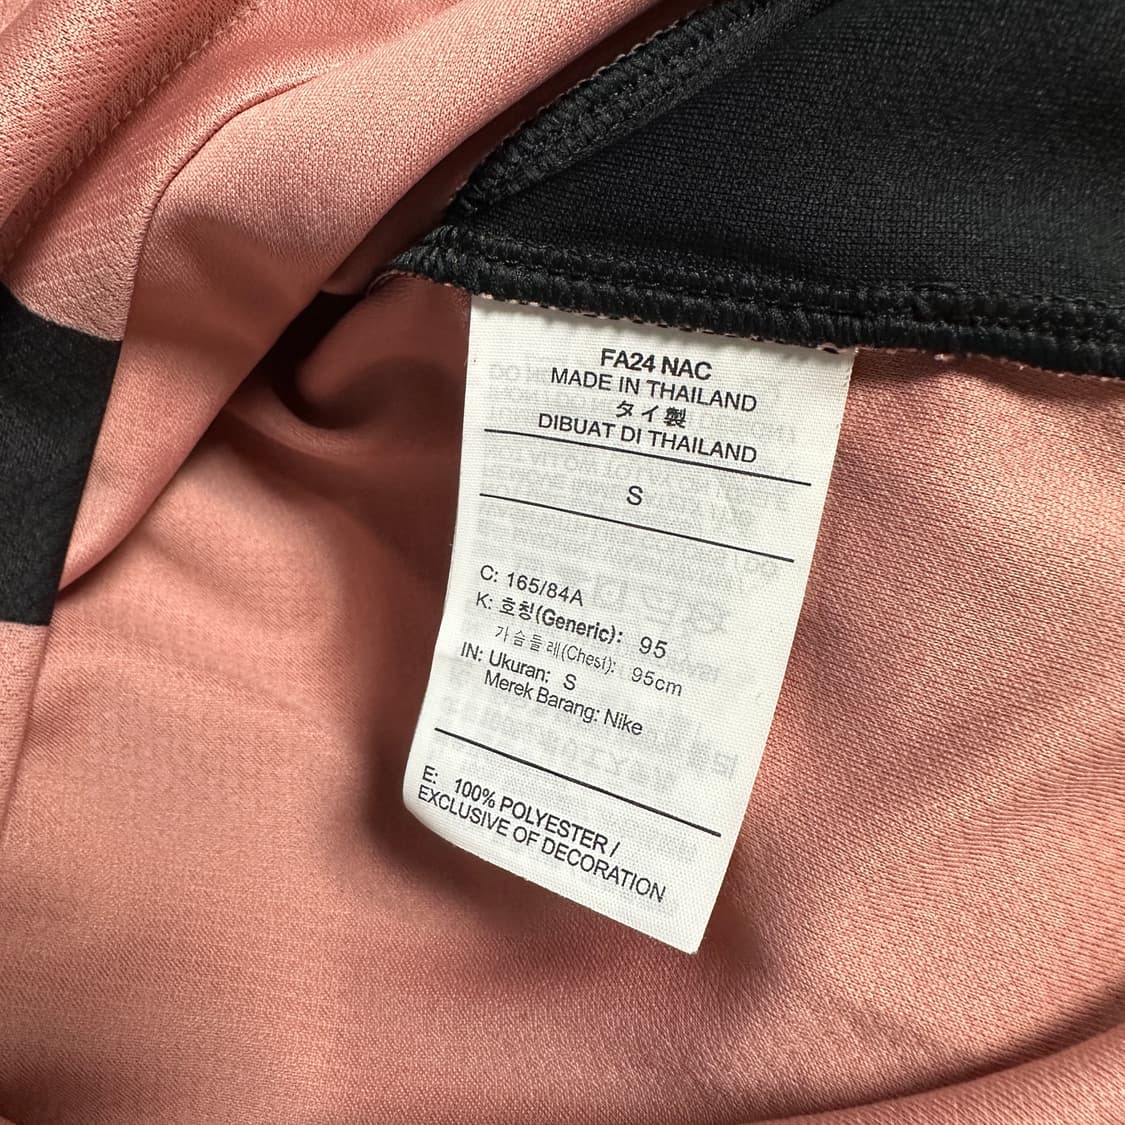 FA24 NAC
MADE IN THAILAND
タイ製
DIBUAT DI THAILAND
S
C: 165/84A
K: 호칭(Generic): 95
가슴둘레(Chest): 95cm
IN: Ukuran: S
Merek Barang: Nike
E: 100% POLYESTER /
EXCLUSIVE OF DECORATION